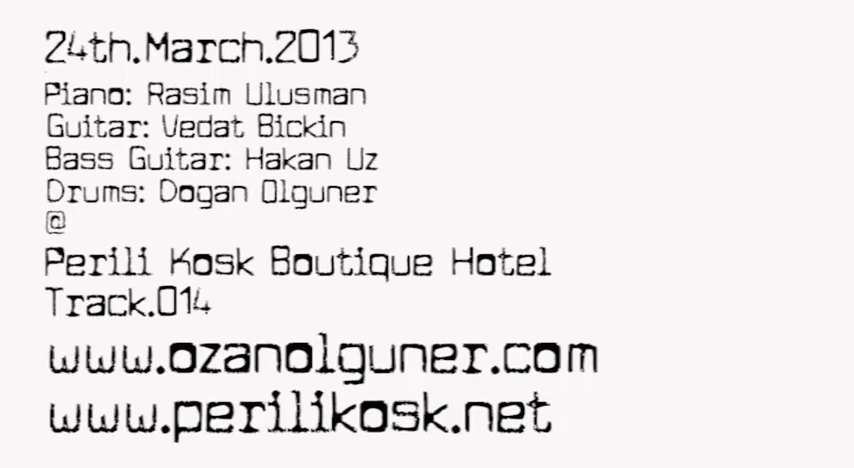 24th.March.2013
Piano: Rasim Ulusman
Guitar: Vedat Bickin
Bass Guitar: Hakan Uz
Drums: Dogan Olguner
@
Perili Kosk Boutique Hotel
Track.014
www.ozanolguner.com
www.perilikosk.net